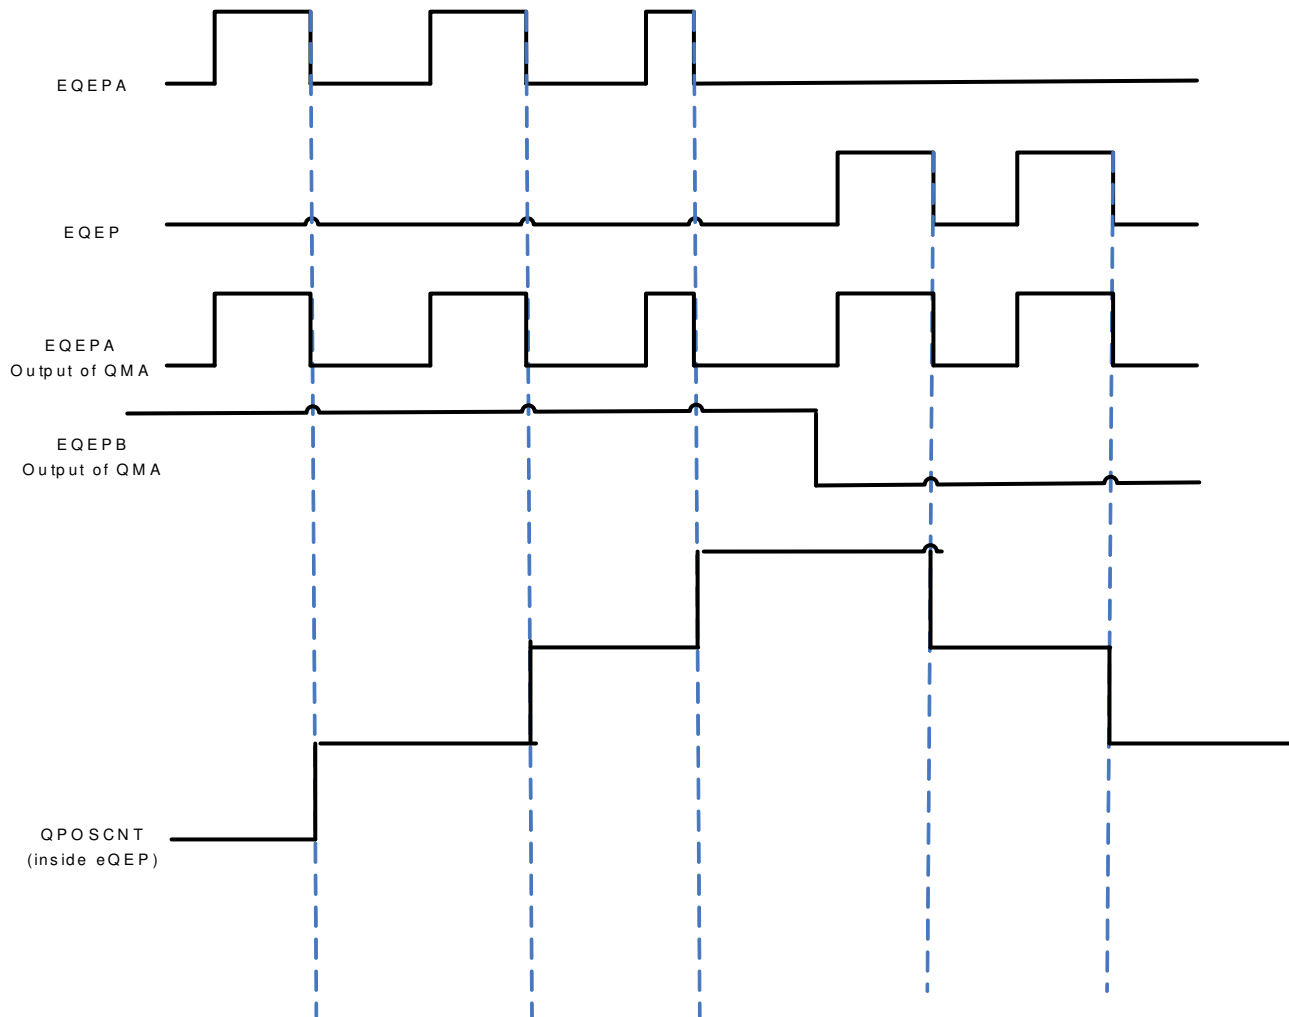 EQEPA
EQEP
EQEPA
Output of QMA
EQEPB
Output of QMA
QPOSCNT
(inside eQEP)